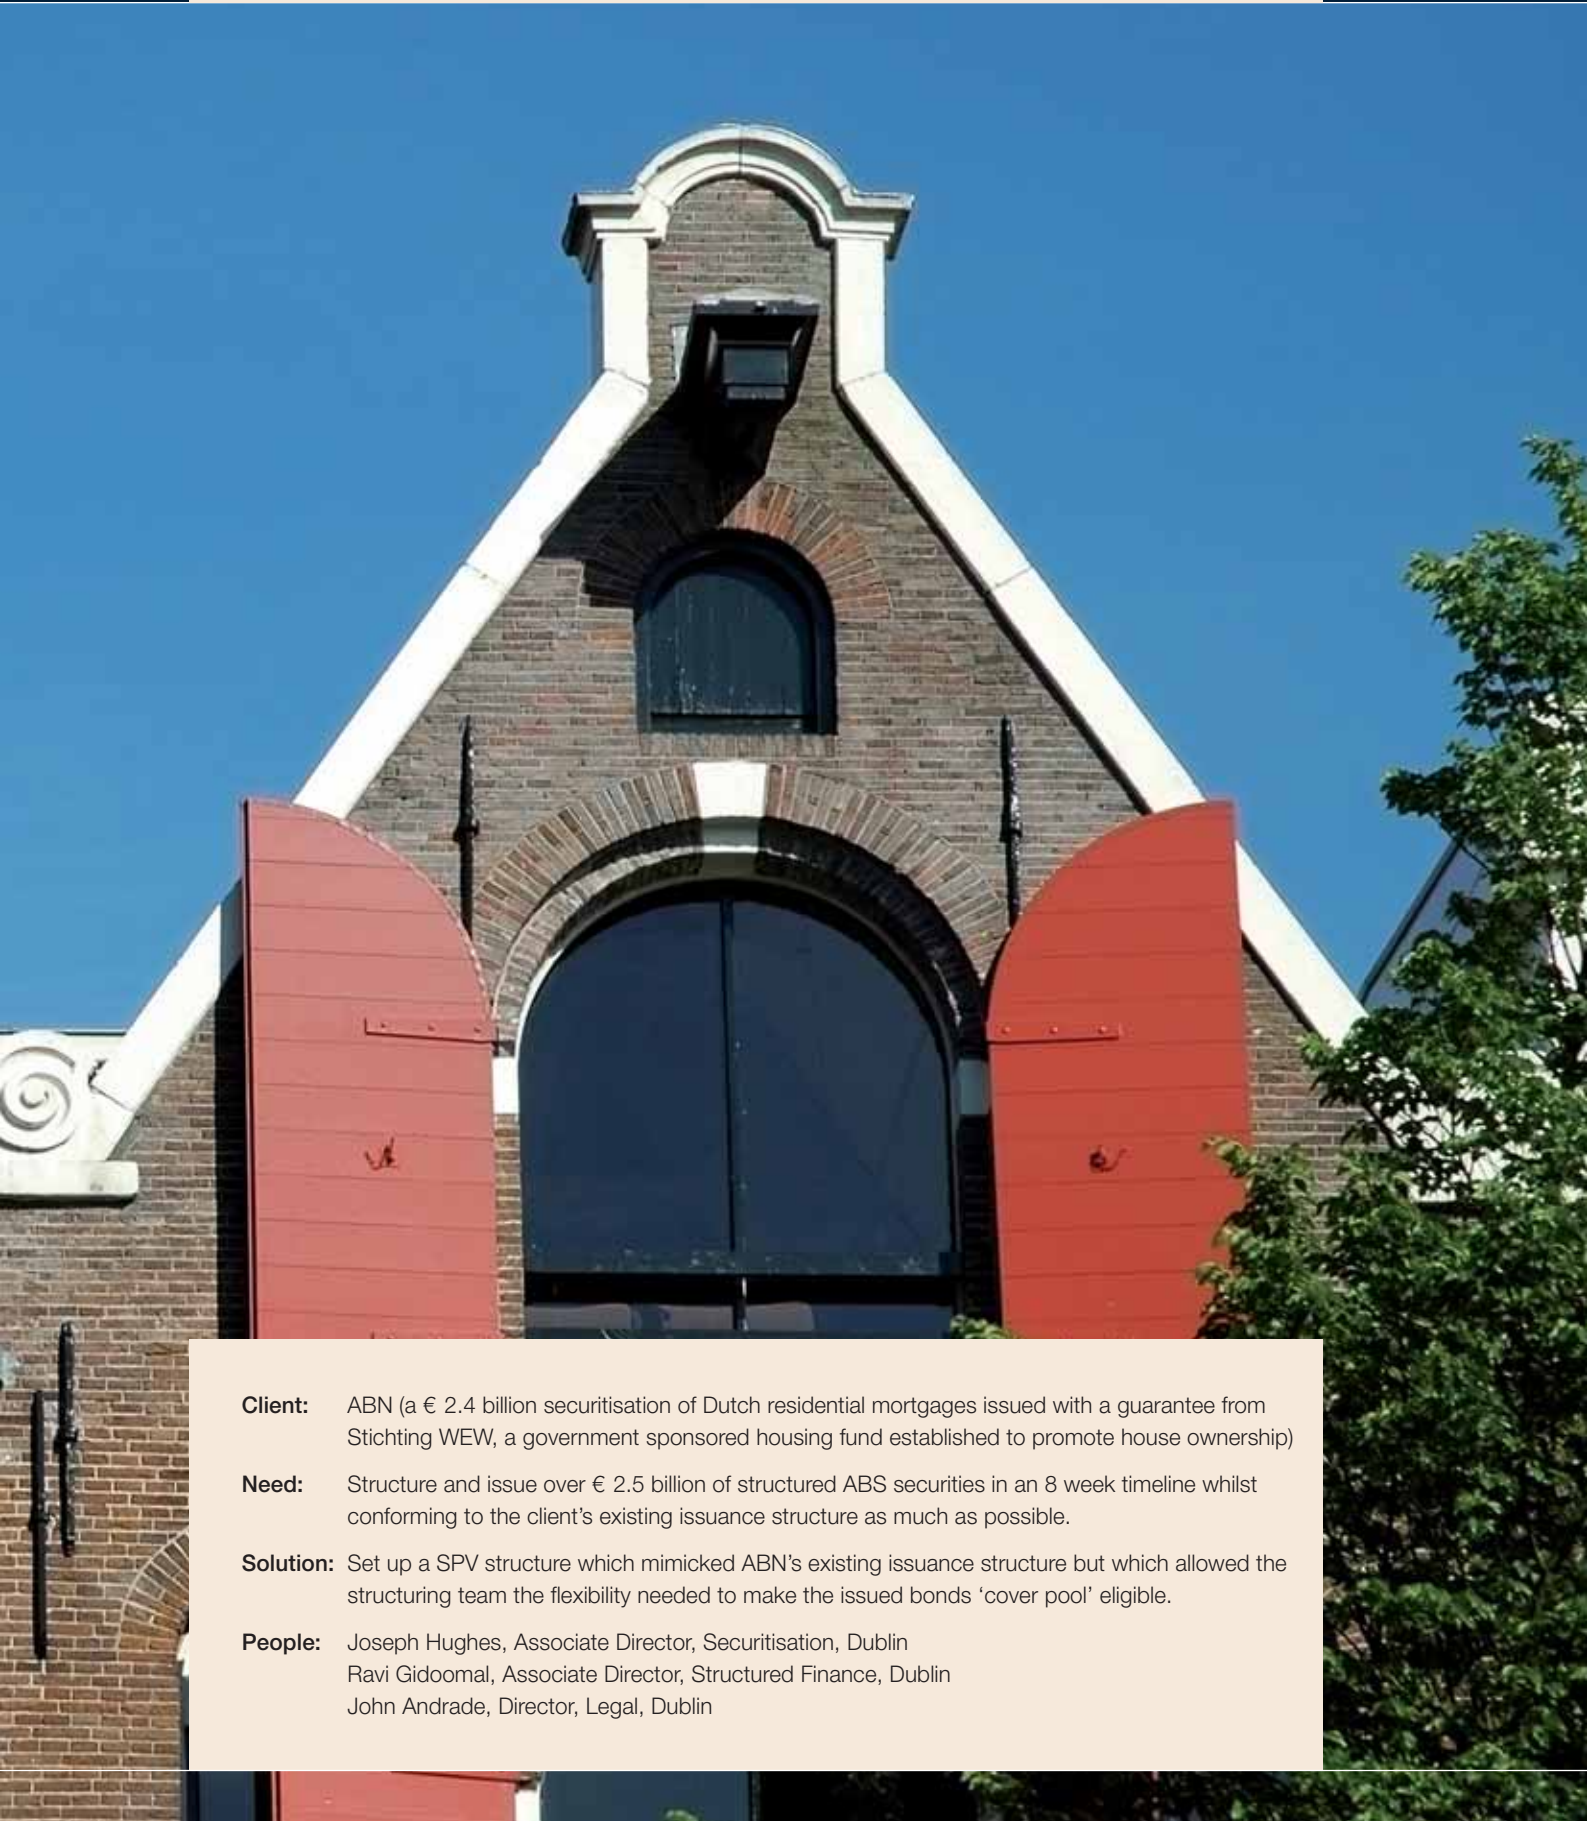 Client: ABN (a € 2.4 billion securitisation of Dutch residential mortgages issued with a guarantee from
Stichting WEW, a government sponsored housing fund established to promote house ownership)
Need: Structure and issue over € 2.5 billion of structured ABS securities in an 8 week timeline whilst
conforming to the client’s existing issuance structure as much as possible.
Solution: Set up a SPV structure which mimicked ABN’s existing issuance structure but which allowed the
structuring team the flexibility needed to make the issued bonds ‘cover pool’ eligible.
People: Joseph Hughes, Associate Director, Securitisation, Dublin
Ravi Gidoomal, Associate Director, Structured Finance, Dublin
John Andrade, Director, Legal, Dublin